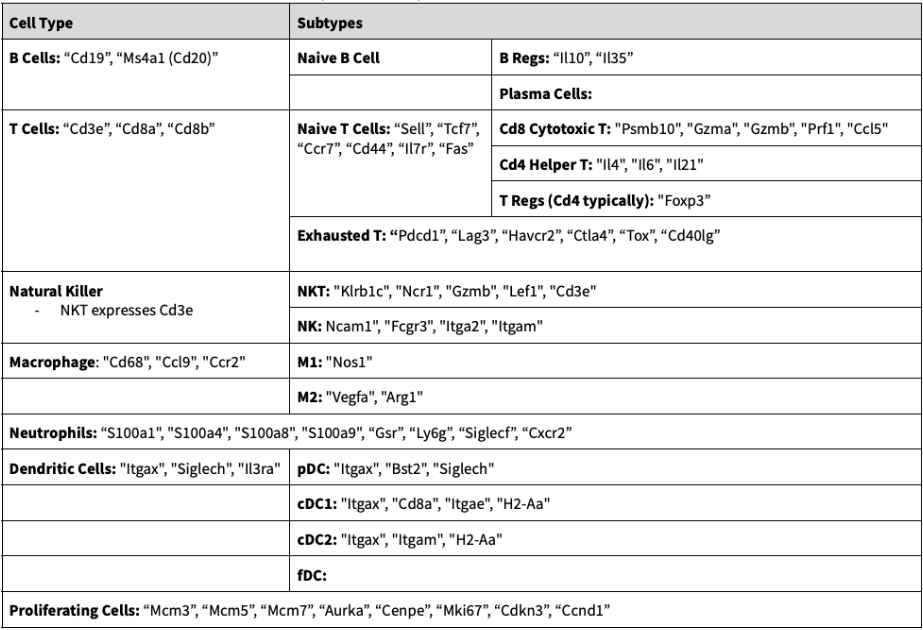 Cell Type
Subtypes
B Cells: “Cd19”, “Ms4a1 (Cd20)”
Naive B Cell
B Regs: “Il10”, “Il35”
Plasma Cells:
T Cells: “Cd3e”, “Cd8a”, “Cd8b”
Naive T Cells: “Sell”, “Tcf7”,
“Ccr7”, “Cd44”, “Il7r”, “Fas”
Cd8 Cytotoxic T: "Psmb10", "Gzma", "Gzmb", "Prf1", "Ccl5"
Cd4 Helper T: "Il4", "Il6", "Il21"
T Regs (Cd4 typically): "Foxp3”
Exhausted T: “Pdcd1”, “Lag3”, “Havcr2”, “Ctla4”, “Tox”, “Cd40lg”
Natural Killer
- NKT expresses Cd3e
NKT: "Klrb1c", "Ncr1", "Gzmb", "Lef1", "Cd3e"
NK: Ncam1", "Fcgr3", "Itga2", "Itgam"
Macrophage: "Cd68", "Ccl9", "Ccr2"
M1: "Nos1"
M2: "Vegfa", "Arg1"
Neutrophils: “S100a1", "S100a4", "S100a8", "S100a9", “Gsr”, “Ly6g”, “Siglecf”, “Cxcr2”
Dendritic Cells: "Itgax", "Siglech", "Il3ra"
pDC: "Itgax", "Bst2", "Siglech"
cDC1: "Itgax", "Cd8a", "Itgae", "H2-Aa"
cDC2: "Itgax", "Itgam", "H2-Aa"
fDC:
Proliferating Cells: “Mcm3”, “Mcm5”, “Mcm7”, “Aurka”, “Cenpe”, “Mki67”, “Cdkn3”, “Ccnd1”